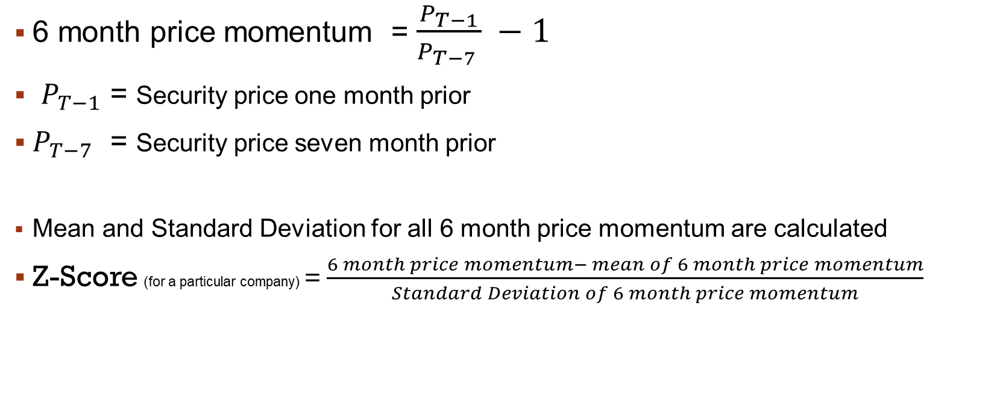 ▪ 6 month price momentum = \frac{P_{T-1}}{P_{T-7}} − 1
▪ P_{T-1} = Security price one month prior
▪ P_{T-7} = Security price seven month prior
▪ Mean and Standard Deviation for all 6 month price momentum are calculated
▪ Z-Score (for a particular company) = \frac{6 month price momentum− mean of 6 month price momentum}{Standard Deviation of 6 month price momentum}